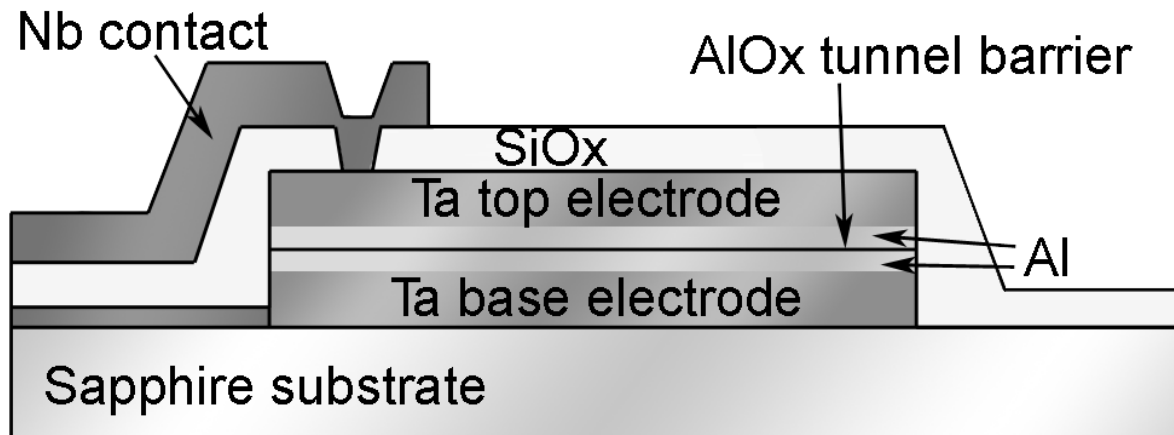 Nb contact
AlOx tunnel barrier
SiOx
Ta top electrode
Al
Ta base electrode
Sapphire substrate